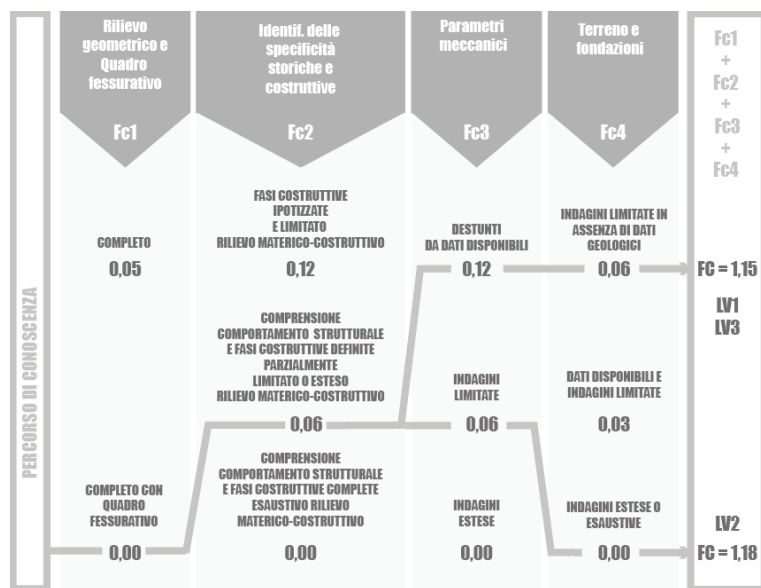 Rilievo
geometrico e
Quadro
fessurativo
Fc1
Identif. delle
specificità
storiche e
costruttive
Fc2
Parametri
meccanici
Fc3
Terreno e
fondazioni
Fc4
Fc1
+
Fc2
+
Fc3
+
Fc4
PERCORSO DI CONOSCENZA
COMPLETO
0,05
FASI COSTRUTTIVE
IPOTIZZATE
E LIMITATO
RILIEVO MATERICO-COSTRUTTIVO
0,12
DESTUNTI
DA DATI DISPONIBILI
0,12
INDAGINI LIMITATE IN
ASSENZA DI DATI
GEOLOGICI
0,06
FC = 1,15
LV1
LV3
COMPRENSIONE
COMPORTAMENTO STRUTTURALE
E FASI COSTRUTTIVE DEFINITE
PARZIALMENTE
LIMITATO O ESTESO
RILIEVO MATERICO-COSTRUTTIVO
0,06
INDAGINI
LIMITATE
0,06
DATI DISPONIBILI E
INDAGINI LIMITATE
0,03
COMPLETO CON
QUADRO
FESSURATIVO
0,00
COMPRENSIONE
COMPORTAMENTO STRUTTURALE
E FASI COSTRUTTIVE COMPLETE
ESAUSTIVO RILIEVO
MATERICO-COSTRUTTIVO
0,00
INDAGINI
ESTESE
0,00
INDAGINI ESTESE O
ESAUSTIVE
0,00
LV2
FC = 1,18